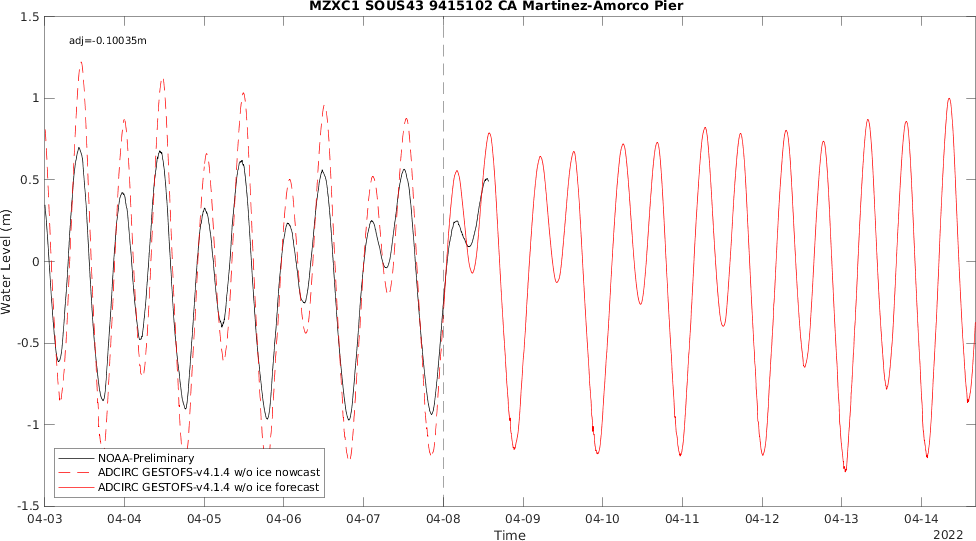 MZXC1 SOUS43 9415102 CA Martinez-Amorco Pier
adj=-0.10035m
1.5
1
0.5
0
-0.5
-1
-1.5
Water Level (m)
NOAA-Preliminary
ADCIRC GESTOFS-v4.1.4 w/o ice nowcast
ADCIRC GESTOFS-v4.1.4 w/o ice forecast
04-03 04-04 04-05 04-06 04-07 04-08 04-09 04-10 04-11 04-12 04-13 04-14
Time
2022